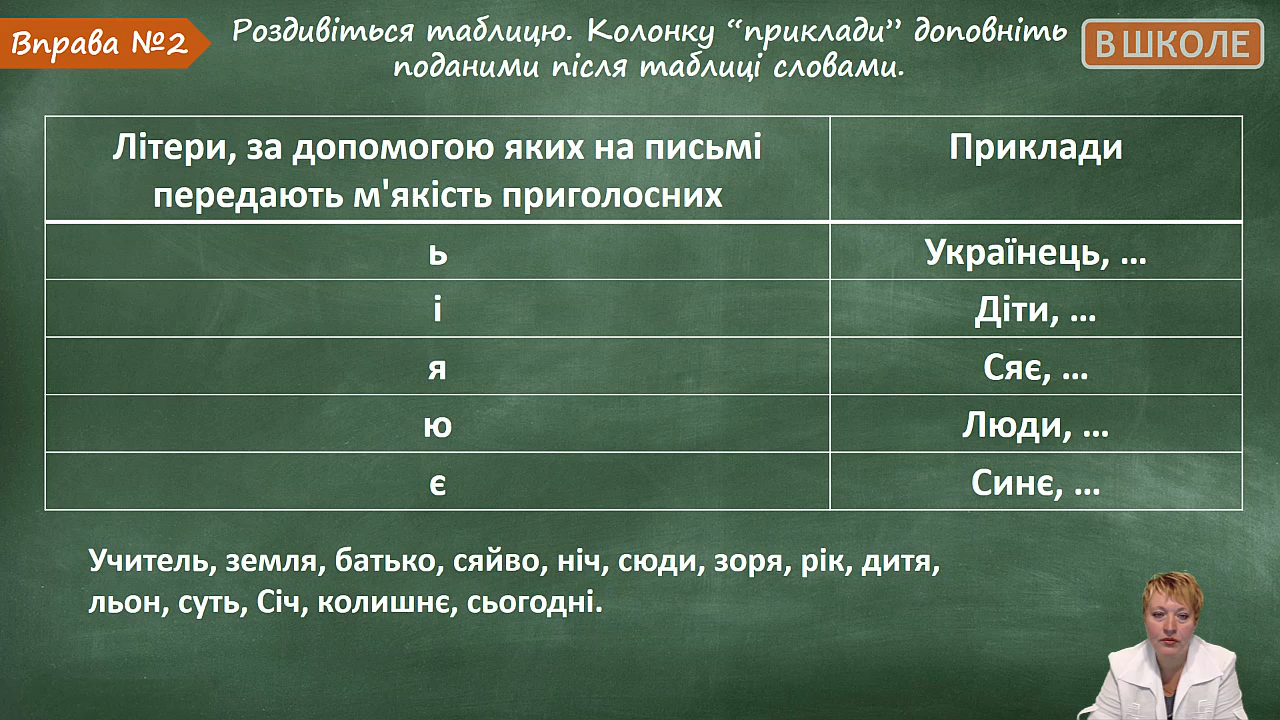 Вправа №2
Роздивіться таблицю. Колонку “приклади” доповніть
поданими після таблиці словами.
В ШКОЛЕ
Літери, за допомогою яких на письмі
передають м'якість приголосних
Приклади
ь
Українець, ...
і
Діти, ...
я
Сяє, ...
ю
Люди, ...
є
Синє, ...
Учитель, земля, батько, сяйво, ніч, сюди, зоря, рік, дитя,
льон, суть, Січ, колишнє, сьогодні.